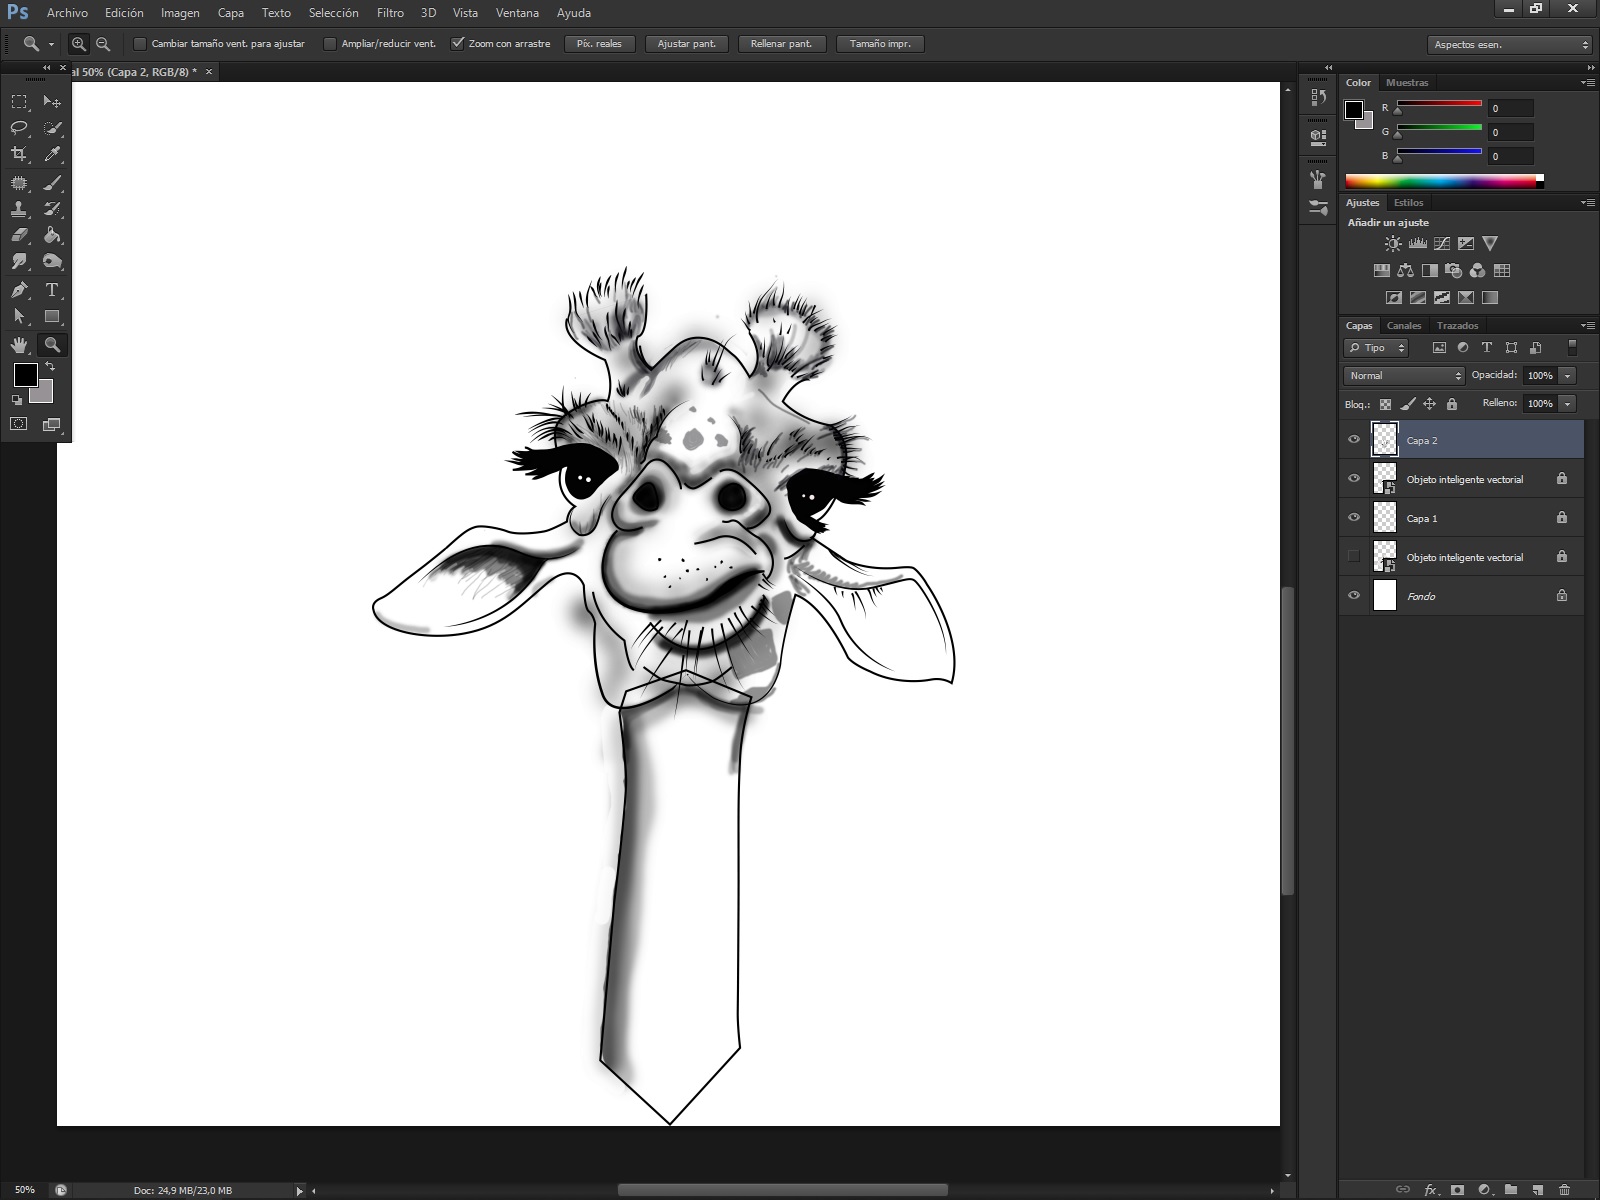 Ps Archivo Edición Imagen Capa Texto Selección Filtro 3D Vista Ventana Ayuda
Cambiar tamaño vent. para ajustar Ampliar/reducir vent. Zoom con arrastre Píx. reales Ajustar pant. Rellenar pant. Tamaño impr. Aspectos esen.
al 50% (Capa 2, RGB/8) * ×
Color Muestras
R 0
G 0
B 0
Ajustes Estilos
Añadir un ajuste
Capas Canales Trazados
Tipo
Normal Opacidad: 100%
Bloq.: Relleno: 100%
Capa 2
Objeto inteligente vectorial
Capa 1
Objeto inteligente vectorial
Fondo
50% Doc: 24,9 MB/23,0 MB
fx.